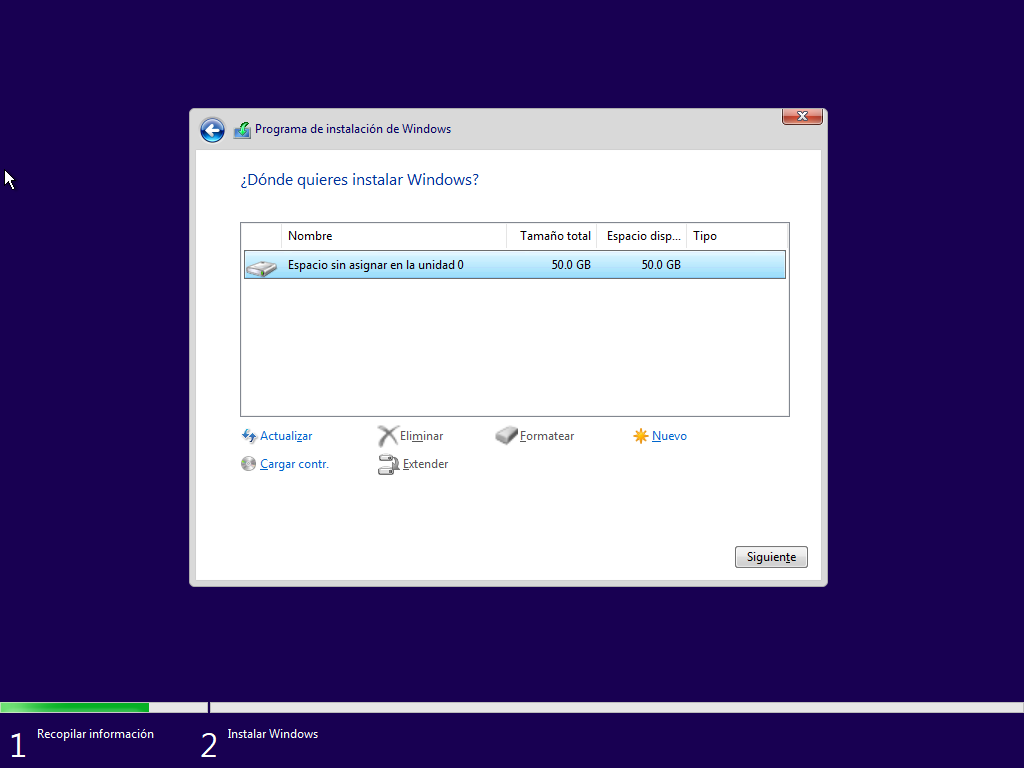 Programa de instalación de Windows
¿Dónde quieres instalar Windows?
Nombre Tamaño total Espacio disp... Tipo
Espacio sin asignar en la unidad 0 50.0 GB 50.0 GB
Actualizar Eliminar Formatear Nuevo
Cargar contr. Extender
Siguiente
1 Recopilar información 2 Instalar Windows